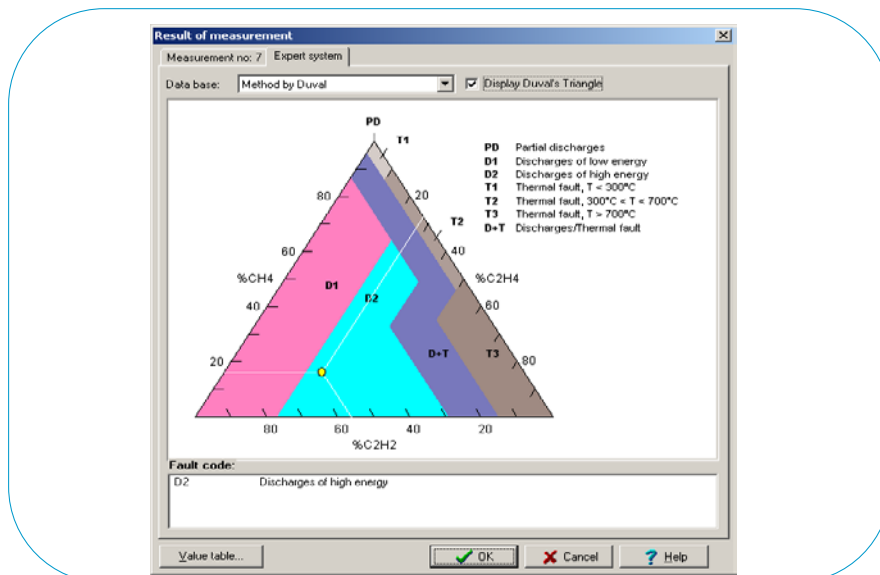 Result of measurement
Measurement no: 7 Expert system
Data base: Method by Duval Display Duval's Triangle
PD
T1
PD Partial discharges
D1 Discharges of low energy
D2 Discharges of high energy
T1 Thermal fault, T < 300°C
T2 Thermal fault, 300°C < T < 700°C
T3 Thermal fault, T > 700°C
D+T Discharges/Thermal fault
80 20
T2
60 40
%CH4 D1 D2 %C2H4
40 60
20 D+T T3 80
80 60 40 20
%C2H2
Fault code:
D2 Discharges of high energy
Value table... OK Cancel Help